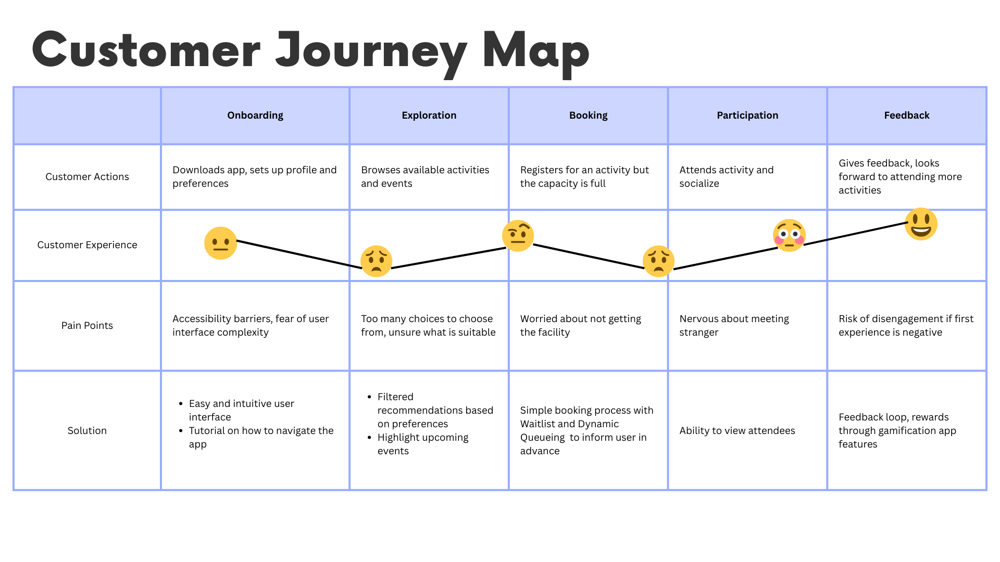 Customer Journey Map
Onboarding
Exploration
Booking
Participation
Feedback
Customer Actions
Downloads app, sets up profile and
preferences
Browses available activities
and events
Registers for an activity but
the capacity is full
Attends activity and
socialize
Gives feedback, looks
forward to attending more
activities
Customer Experience
Pain Points
Accessibility barriers, fear of user
interface complexity
Too many choices to choose
from, unsure what is suitable
Worried about not getting
the facility
Nervous about meeting
stranger
Risk of disengagement if first
experience is negative
Solution
• Easy and intuitive user
interface
• Tutorial on how to navigate the
app
• Filtered
recommendations based
on preferences
• Highlight upcoming
events
Simple booking process with
Waitlist and Dynamic
Queueing  to inform user in
advance
Ability to view attendees
Feedback loop, rewards
through gamification app
features